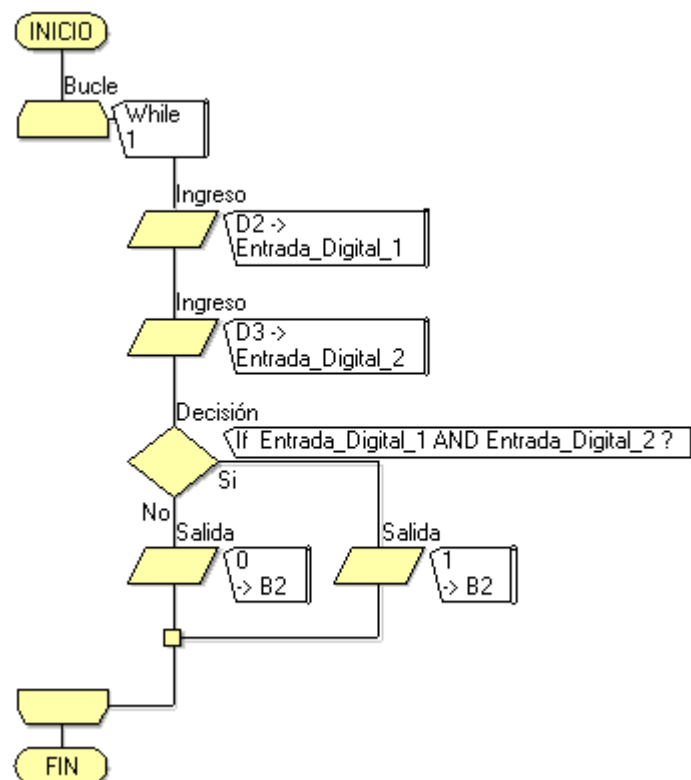 INICIO
Bucle
While
1
Ingreso
D2 ->
Entrada_Digital_1
Ingreso
D3 ->
Entrada_Digital_2
Decisión
If Entrada_Digital_1 AND Entrada_Digital_2 ?
Si
No
Salida
0
-> B2
Salida
1
-> B2
FIN